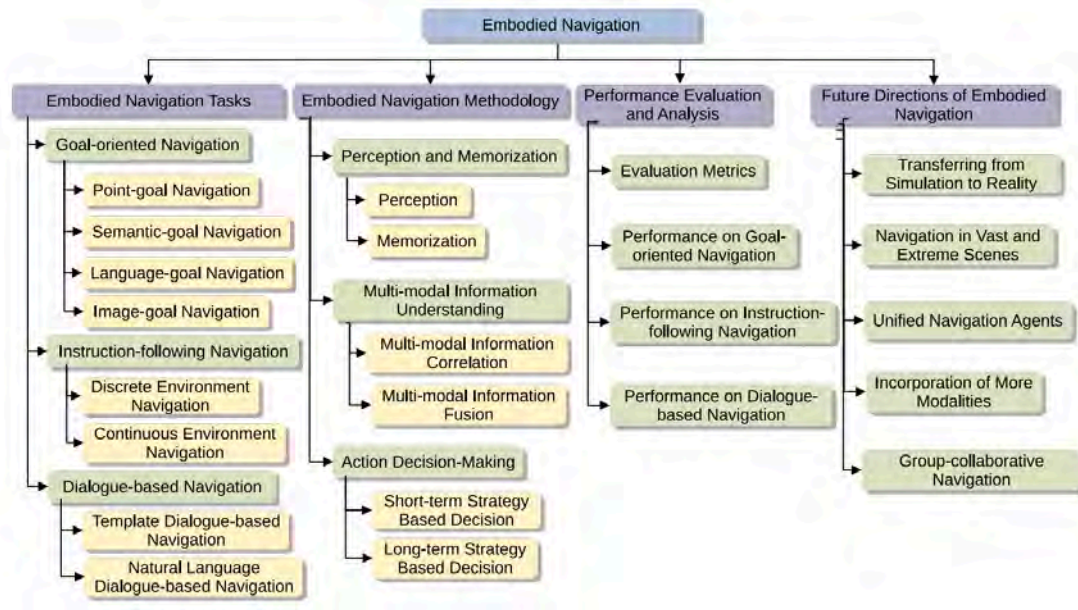 Embodied Navigation
Embodied Navigation Tasks
Goal-oriented Navigation
Point-goal Navigation
Semantic-goal Navigation
Language-goal Navigation
Image-goal Navigation
Instruction-following Navigation
Discrete Environment
Navigation
Continuous Environment
Navigation
Dialogue-based Navigation
Template Dialogue-based
Navigation
Natural Language
Dialogue-based Navigation
Embodied Navigation Methodology
Perception and Memorization
Perception
Memorization
Multi-modal Information
Understanding
Multi-modal Information
Correlation
Multi-modal Information
Fusion
Action Decision-Making
Short-term Strategy
Based Decision
Long-term Strategy
Based Decision
Performance Evaluation
and Analysis
Evaluation Metrics
Performance on Goal-
oriented Navigation
Performance on Instruction-
following Navigation
Performance on Dialogue-
based Navigation
Future Directions of Embodied
Navigation
Transferring from
Simulation to Reality
Navigation in Vast and
Extreme Scenes
Unified Navigation Agents
Incorporation of More
Modalities
Group-collaborative
Navigation